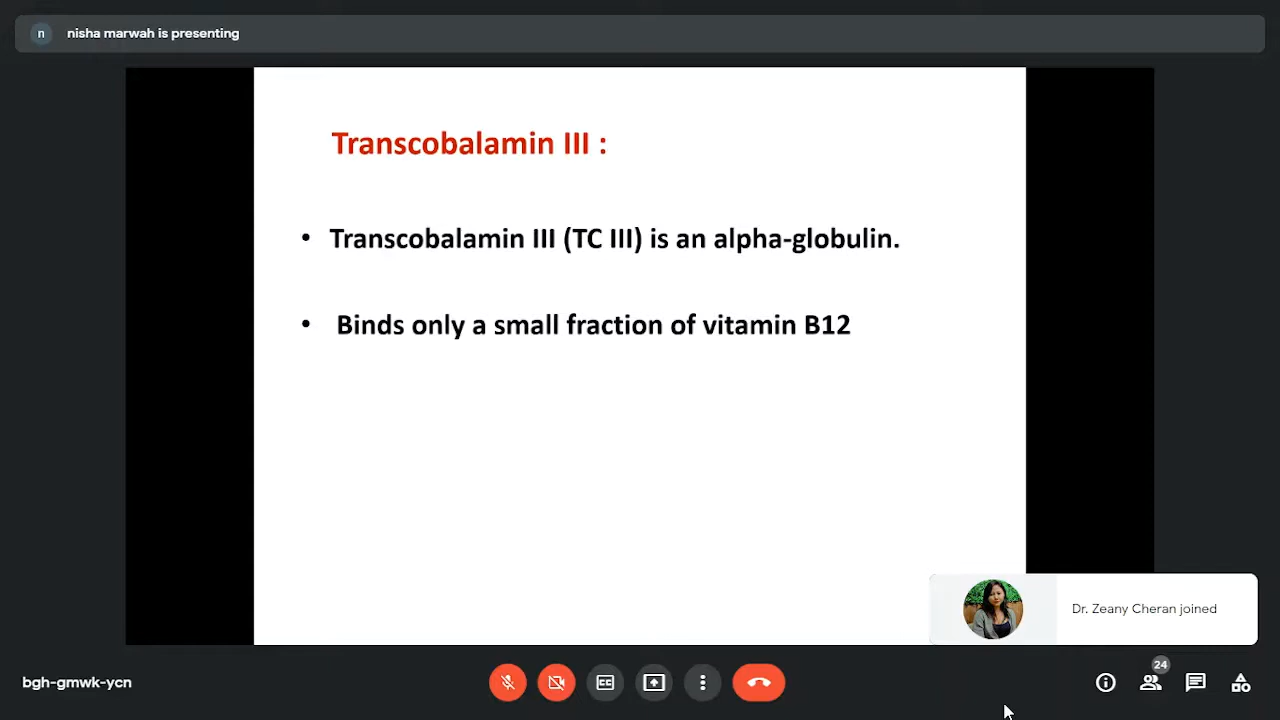 n nisha marwah is presenting
Transcobalamin III :
• Transcobalamin III (TC III) is an alpha-globulin.
• Binds only a small fraction of vitamin B12
Dr. Zeany Cheran joined
24
bgh-gmwk-ycn
CC